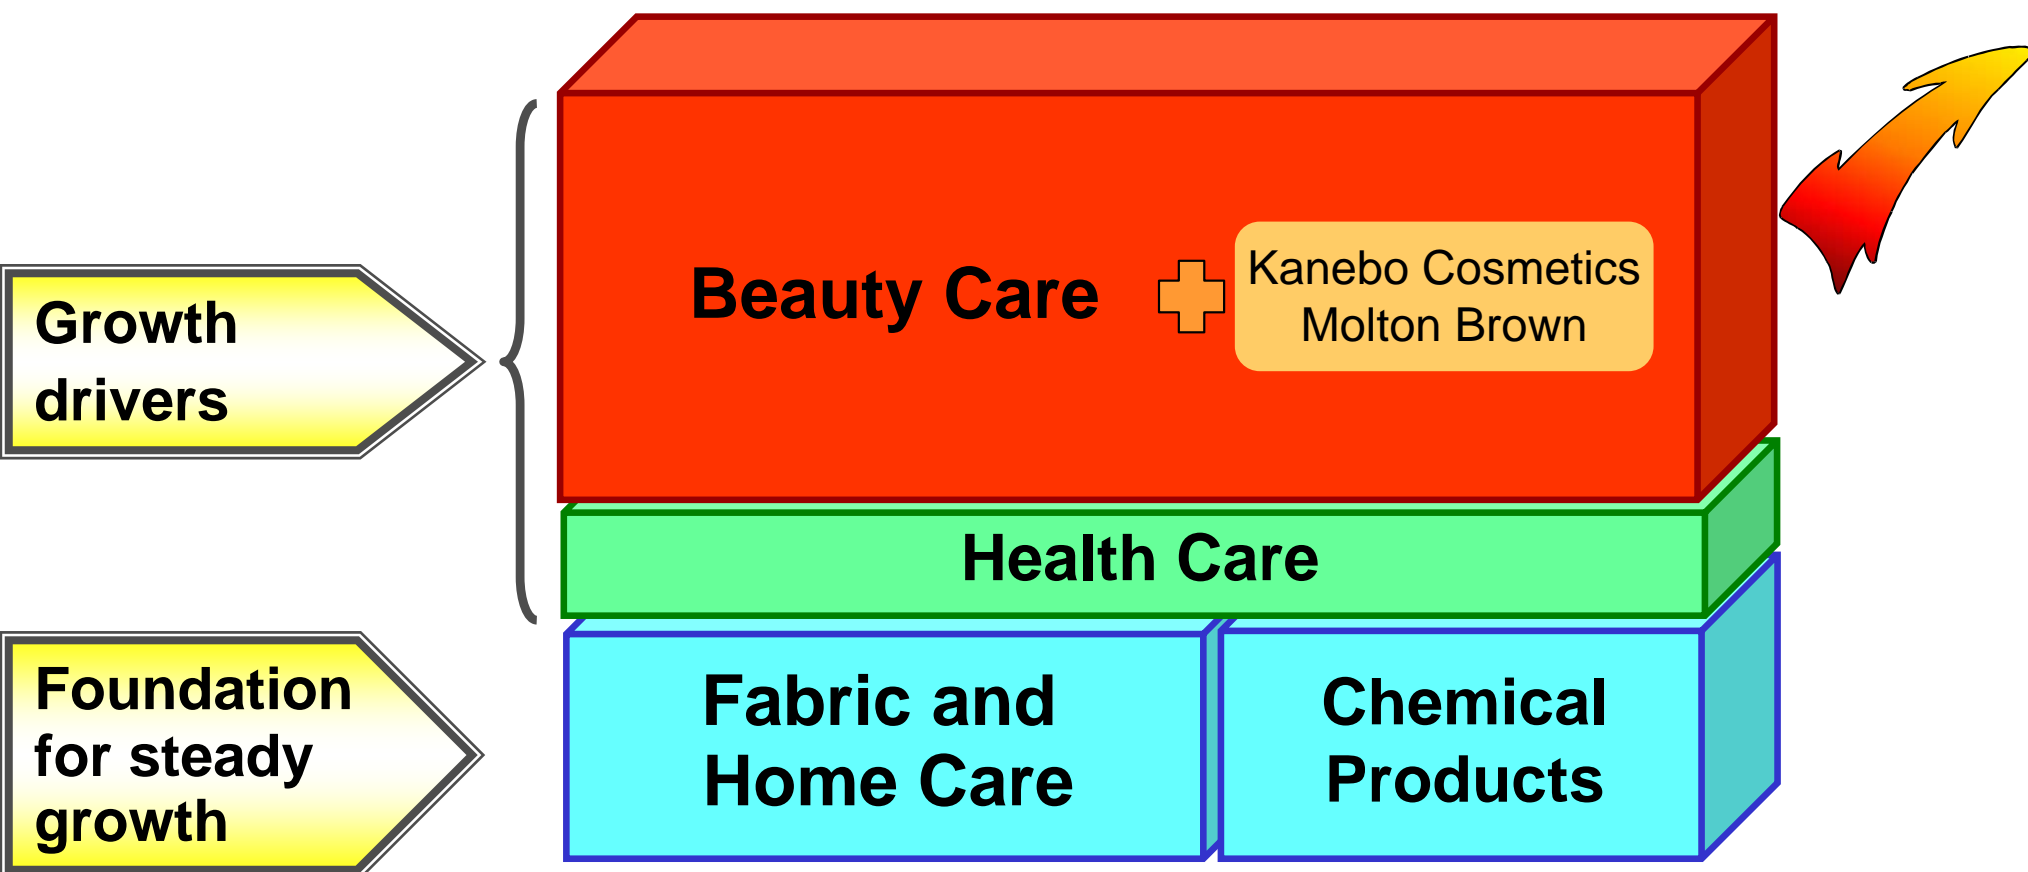 Growth
drivers
Beauty Care
Kanebo Cosmetics
Molton Brown
Health Care
Foundation
for steady
growth
Fabric and
Home Care
Chemical
Products